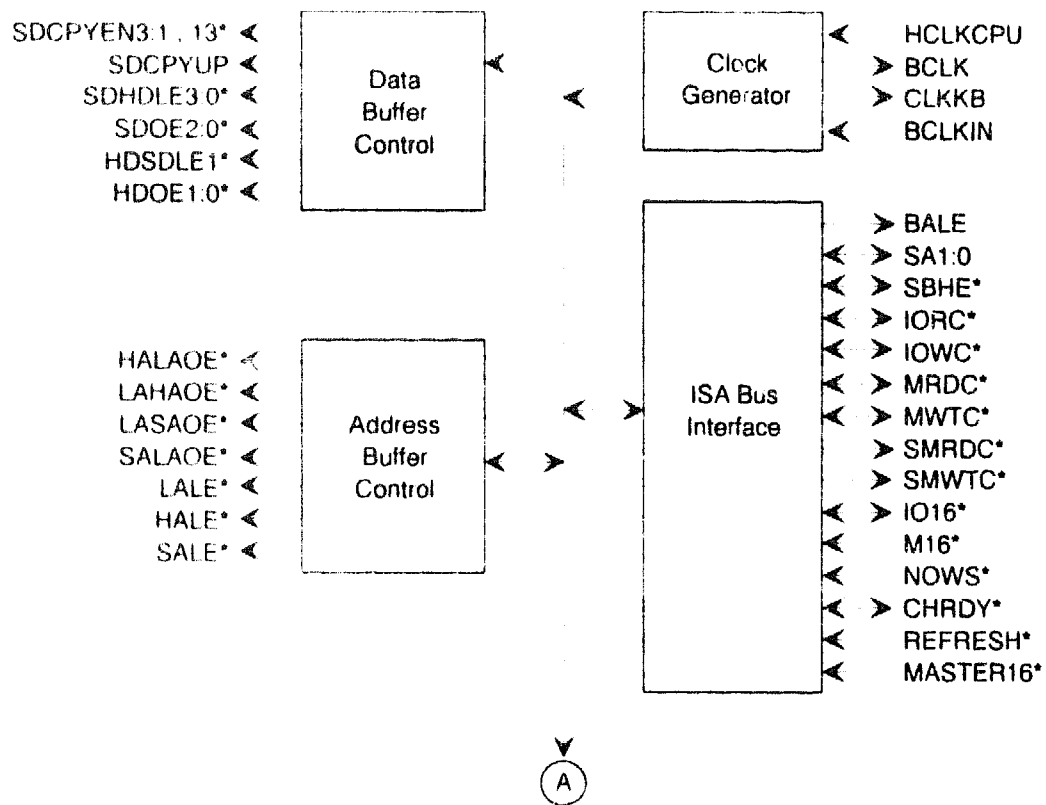 SDCPYEN3:1 , 13*
SDCPYUP
SDHDLE3:0*
SDOE2:0*
HDSDLE1*
HDOE1:0*
Data
Buffer
Control
Clock
Generator
HCLKCPU
BCLK
CLKKB
BCLKIN
HALAOE*
LAHAOE*
LASAOE*
SALAOE*
LALE*
HALE*
SALE*
Address
Buffer
Control
ISA Bus
Interface
BALE
SA1:0
SBHE*
IORC*
IOWC*
MRDC*
MWTC*
SMRDC*
SMWTC*
IO16*
M16*
NOWS*
CHRDY*
REFRESH*
MASTER16*
A